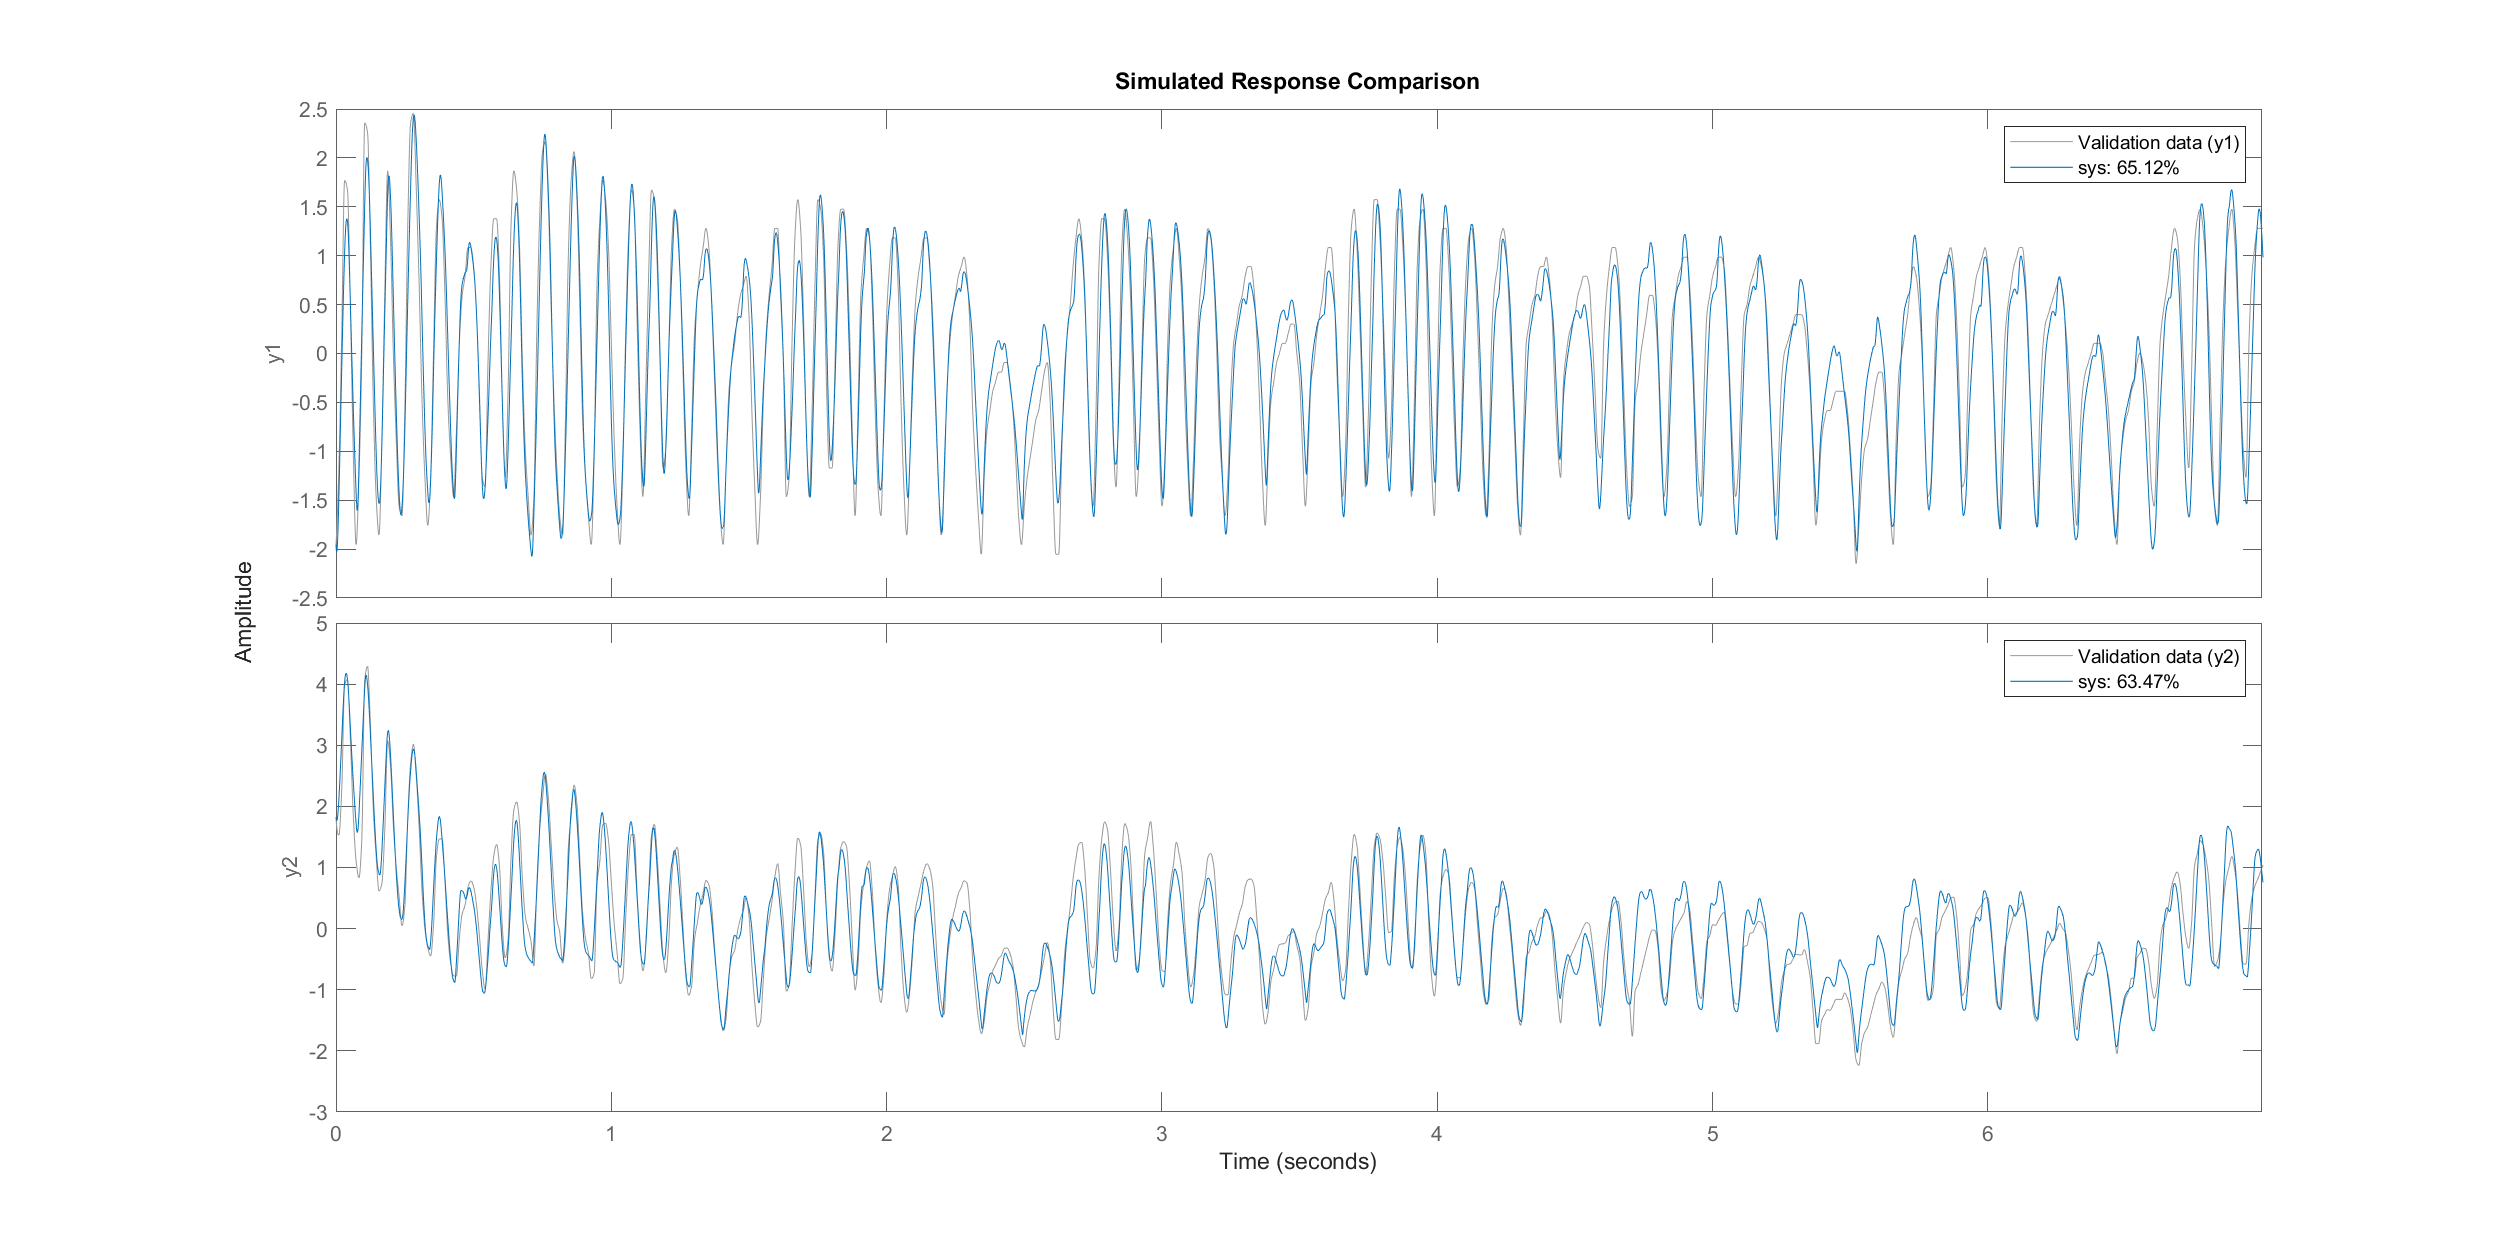 Simulated Response Comparison
2.5
2
1.5
1
0.5
0
-0.5
-1
-1.5
-2
-2.5
y1
Validation data (y1)
sys: 65.12%
Amplitude
5
4
3
2
1
0
-1
-2
-3
y2
Validation data (y2)
sys: 63.47%
0 1 2 3 4 5 6
Time (seconds)